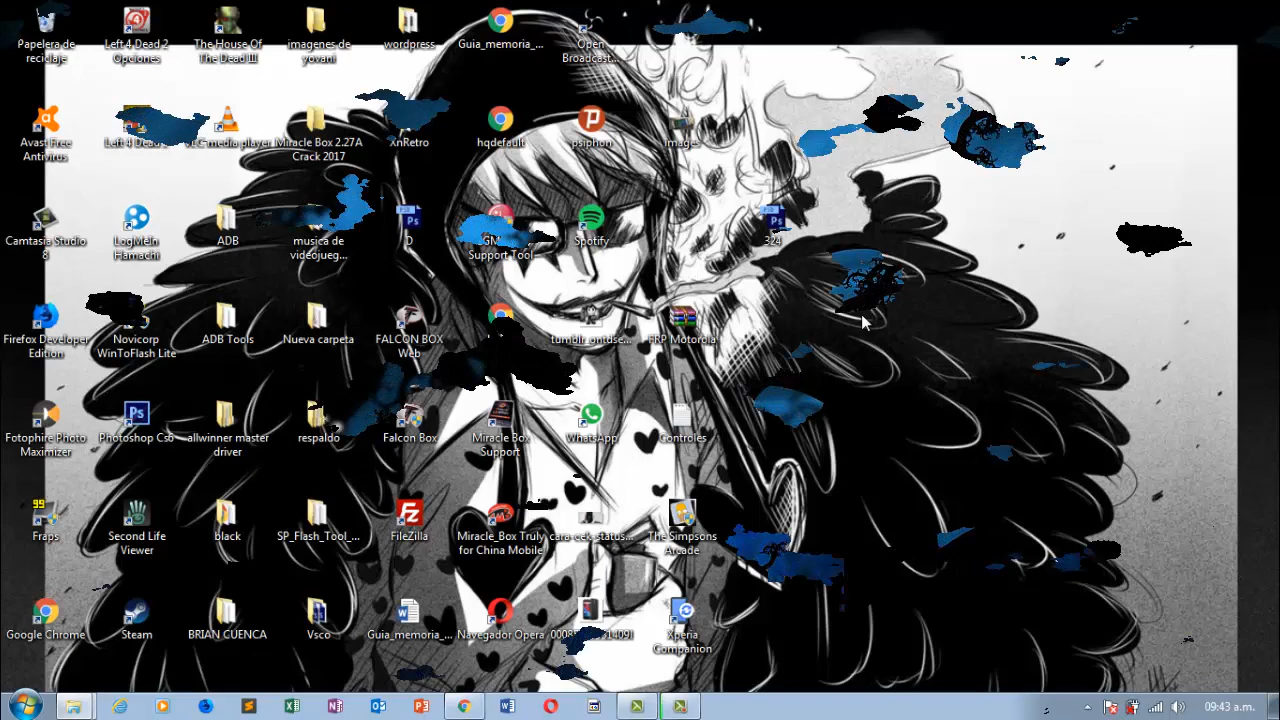 Papelera de
reciclaje
Left 4 Dead 2
Opciones
The House Of
The Dead III
imagenes de
yovani
wordpress
Guia_memoria_...
Open
Broadcast...
Avast Free
Antivirus
Left 4 Dead
VLC media player
Miracle Box 2.27A
Crack 2017
XnRetro
hqdefault
psiphon
images
Camtasia Studio
8
LogMeIn
Hamachi
ADB
musica de
videojueg...
D
Support Tool
Spotify
324
Firefox Developer
Edition
Novicorp
WinToFlash Lite
ADB Tools
Nueva carpeta
FALCON BOX
Web
FRP Motorola
Fotophire Photo
Maximizer
Photoshop Cs6
allwinner master
driver
respaldo
Falcon Box
Miracle Box
Support
WhatsApp
Controles
99
Fraps
Second Life
Viewer
black
SP_Flash_Tool_...
FileZilla
Miracle_Box Truly
for China Mobile
The Simpsons
Arcade
Google Chrome
Steam
BRIAN CUENCA
Vsco
Guia_memoria_...
Navegador Opera
Xperia
Companion
09:43 a.m.